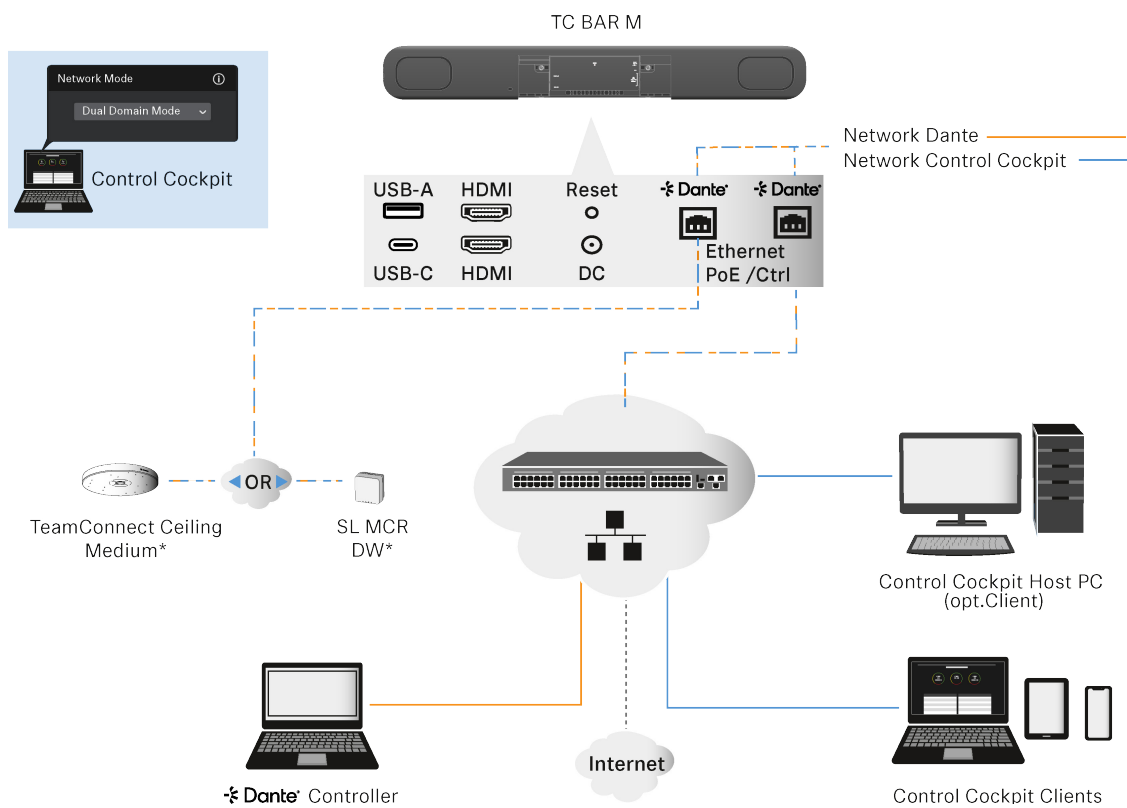 TC BAR M
Network Mode
Dual Domain Mode
Control Cockpit
Network Dante
Network Control Cockpit
USB-A
HDMI
Reset
Dante
Dante
USB-C
HDMI
DC
Ethernet
PoE /Ctrl
OR
TeamConnect Ceiling
Medium*
SL MCR
DW*
Control Cockpit Host PC
(opt.Client)
Internet
Dante Controller
Control Cockpit Clients